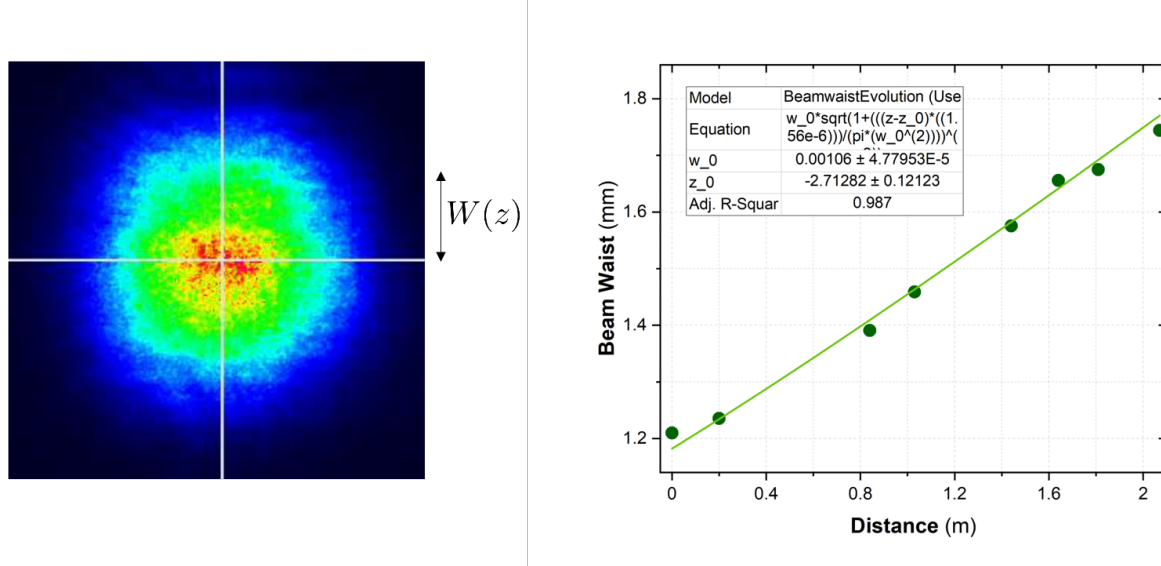 W(z)
Model BeamwaistEvolution (Use
Equation w_0*sqrt(1+(((z-z_0)*((1.
56e-6)))/(pi*(w_0^(2))))^(
w_0 0.00106 ± 4.77953E-5
z_0 -2.71282 ± 0.12123
Adj. R-Squar 0.987
1.8
1.6
1.4
1.2
Beam Waist (mm)
0 0.4 0.8 1.2 1.6 2
Distance (m)